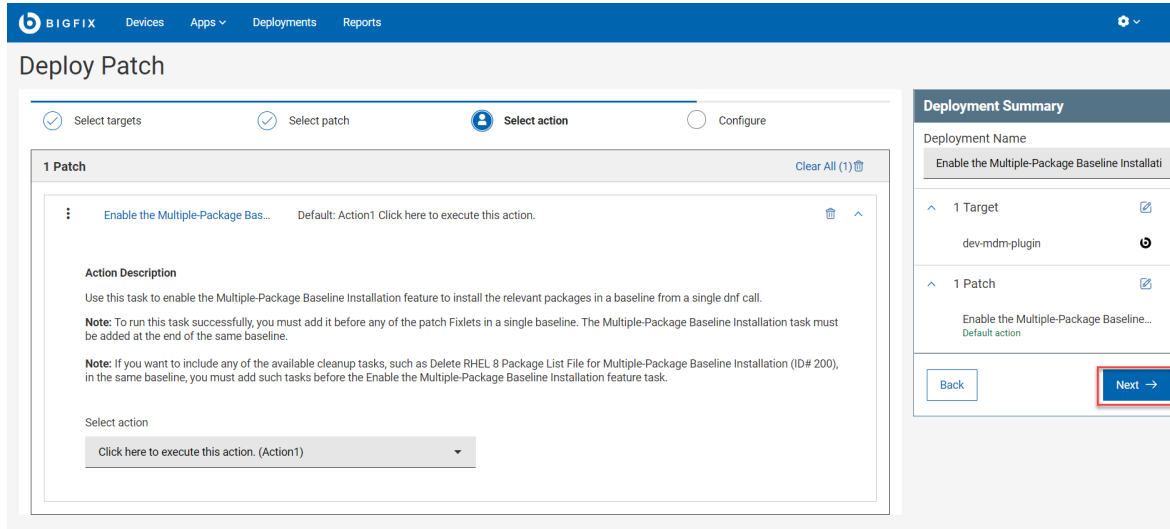 BIGFIX Devices Apps Deployments Reports
Deploy Patch
Select targets Select patch Select action Configure
1 Patch Clear All (1)
Enable the Multiple-Package Bas... Default: Action1 Click here to execute this action.
Action Description
Use this task to enable the Multiple-Package Baseline Installation feature to install the relevant packages in a baseline from a single dnf call.
Note: To run this task successfully, you must add it before any of the patch Fixlets in a single baseline. The Multiple-Package Baseline Installation task must
be added at the end of the same baseline.
Note: If you want to include any of the available cleanup tasks, such as Delete RHEL 8 Package List File for Multiple-Package Baseline Installation (ID# 200),
in the same baseline, you must add such tasks before the Enable the Multiple-Package Baseline Installation feature task.
Select action
Click here to execute this action. (Action1)
Deployment Summary
Deployment Name
Enable the Multiple-Package Baseline Installati
1 Target
dev-mdm-plugin
1 Patch
Enable the Multiple-Package Baseline...
Default action
Back Next →